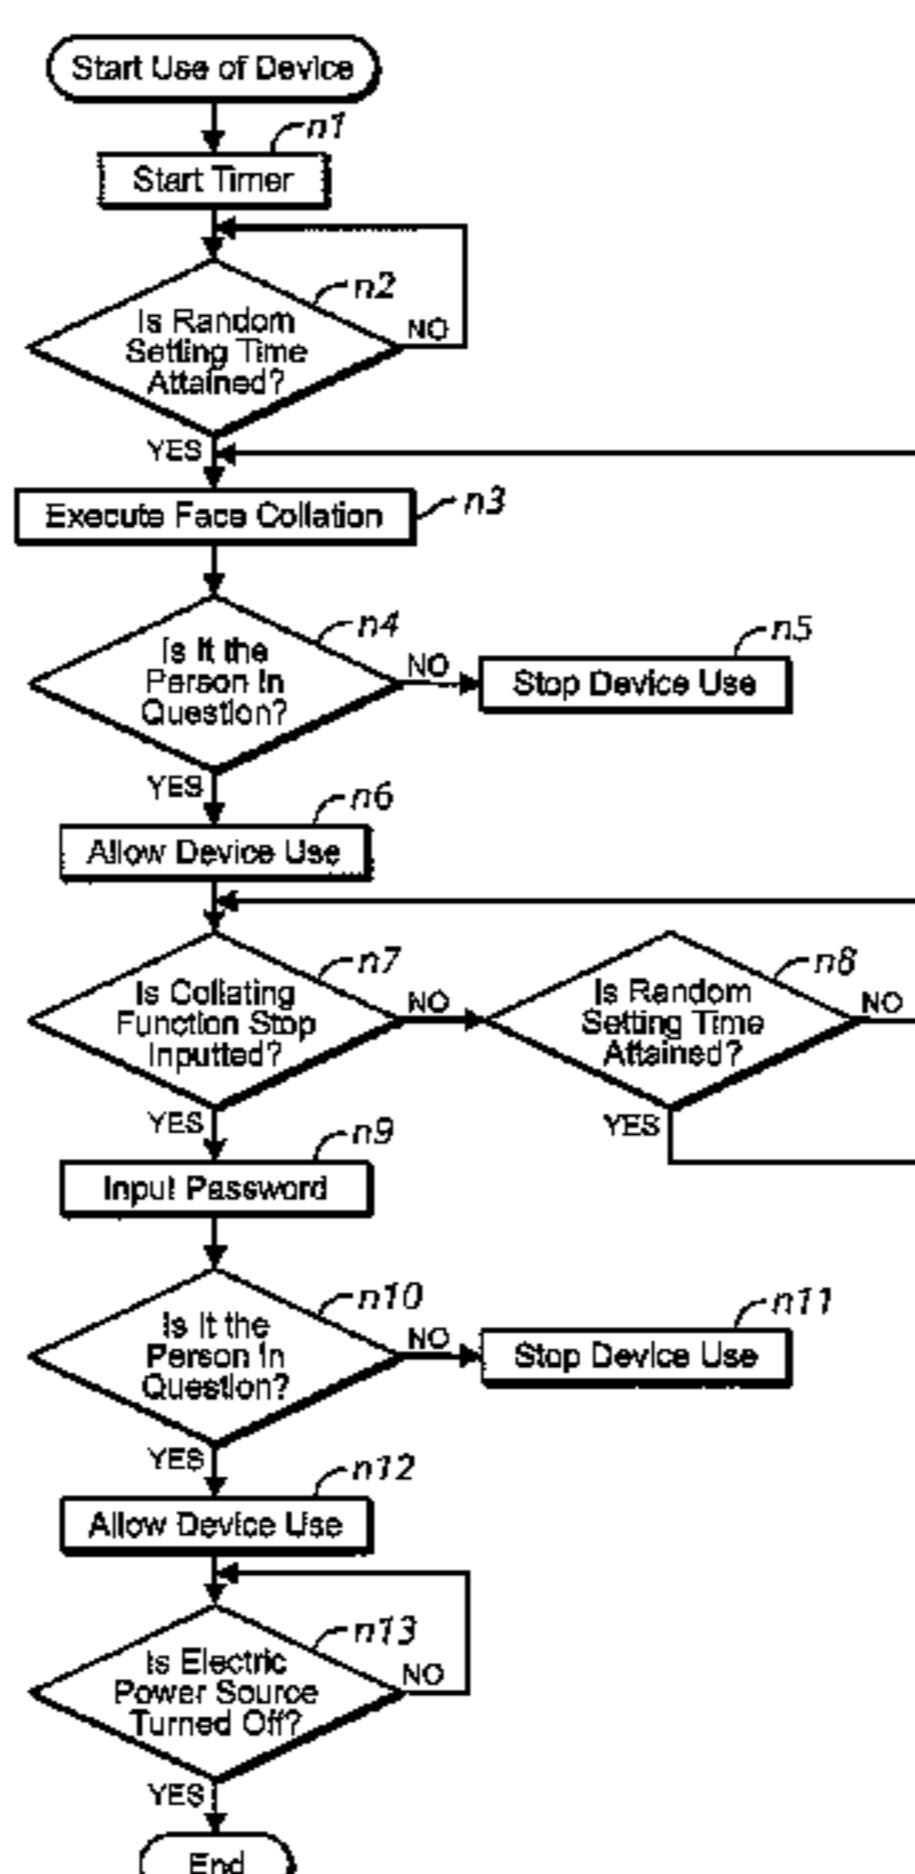 Start Use of Device
n1
Start Timer
n2
Is Random
Setting Time
Attained?
NO
YES
Execute Face Collation
n3
n4
Is It the
Person In
Question?
NO
n5
Stop Device Use
YES
n6
Allow Device Use
n7
Is Collating
Function Stop
Inputted?
NO
n8
Is Random
Setting Time
Attained?
NO
YES
YES
n9
Input Password
n10
Is It the
Person In
Question?
NO
n11
Stop Device Use
YES
n12
Allow Device Use
n13
Is Electric
Power Source
Turned Off?
NO
YES
End